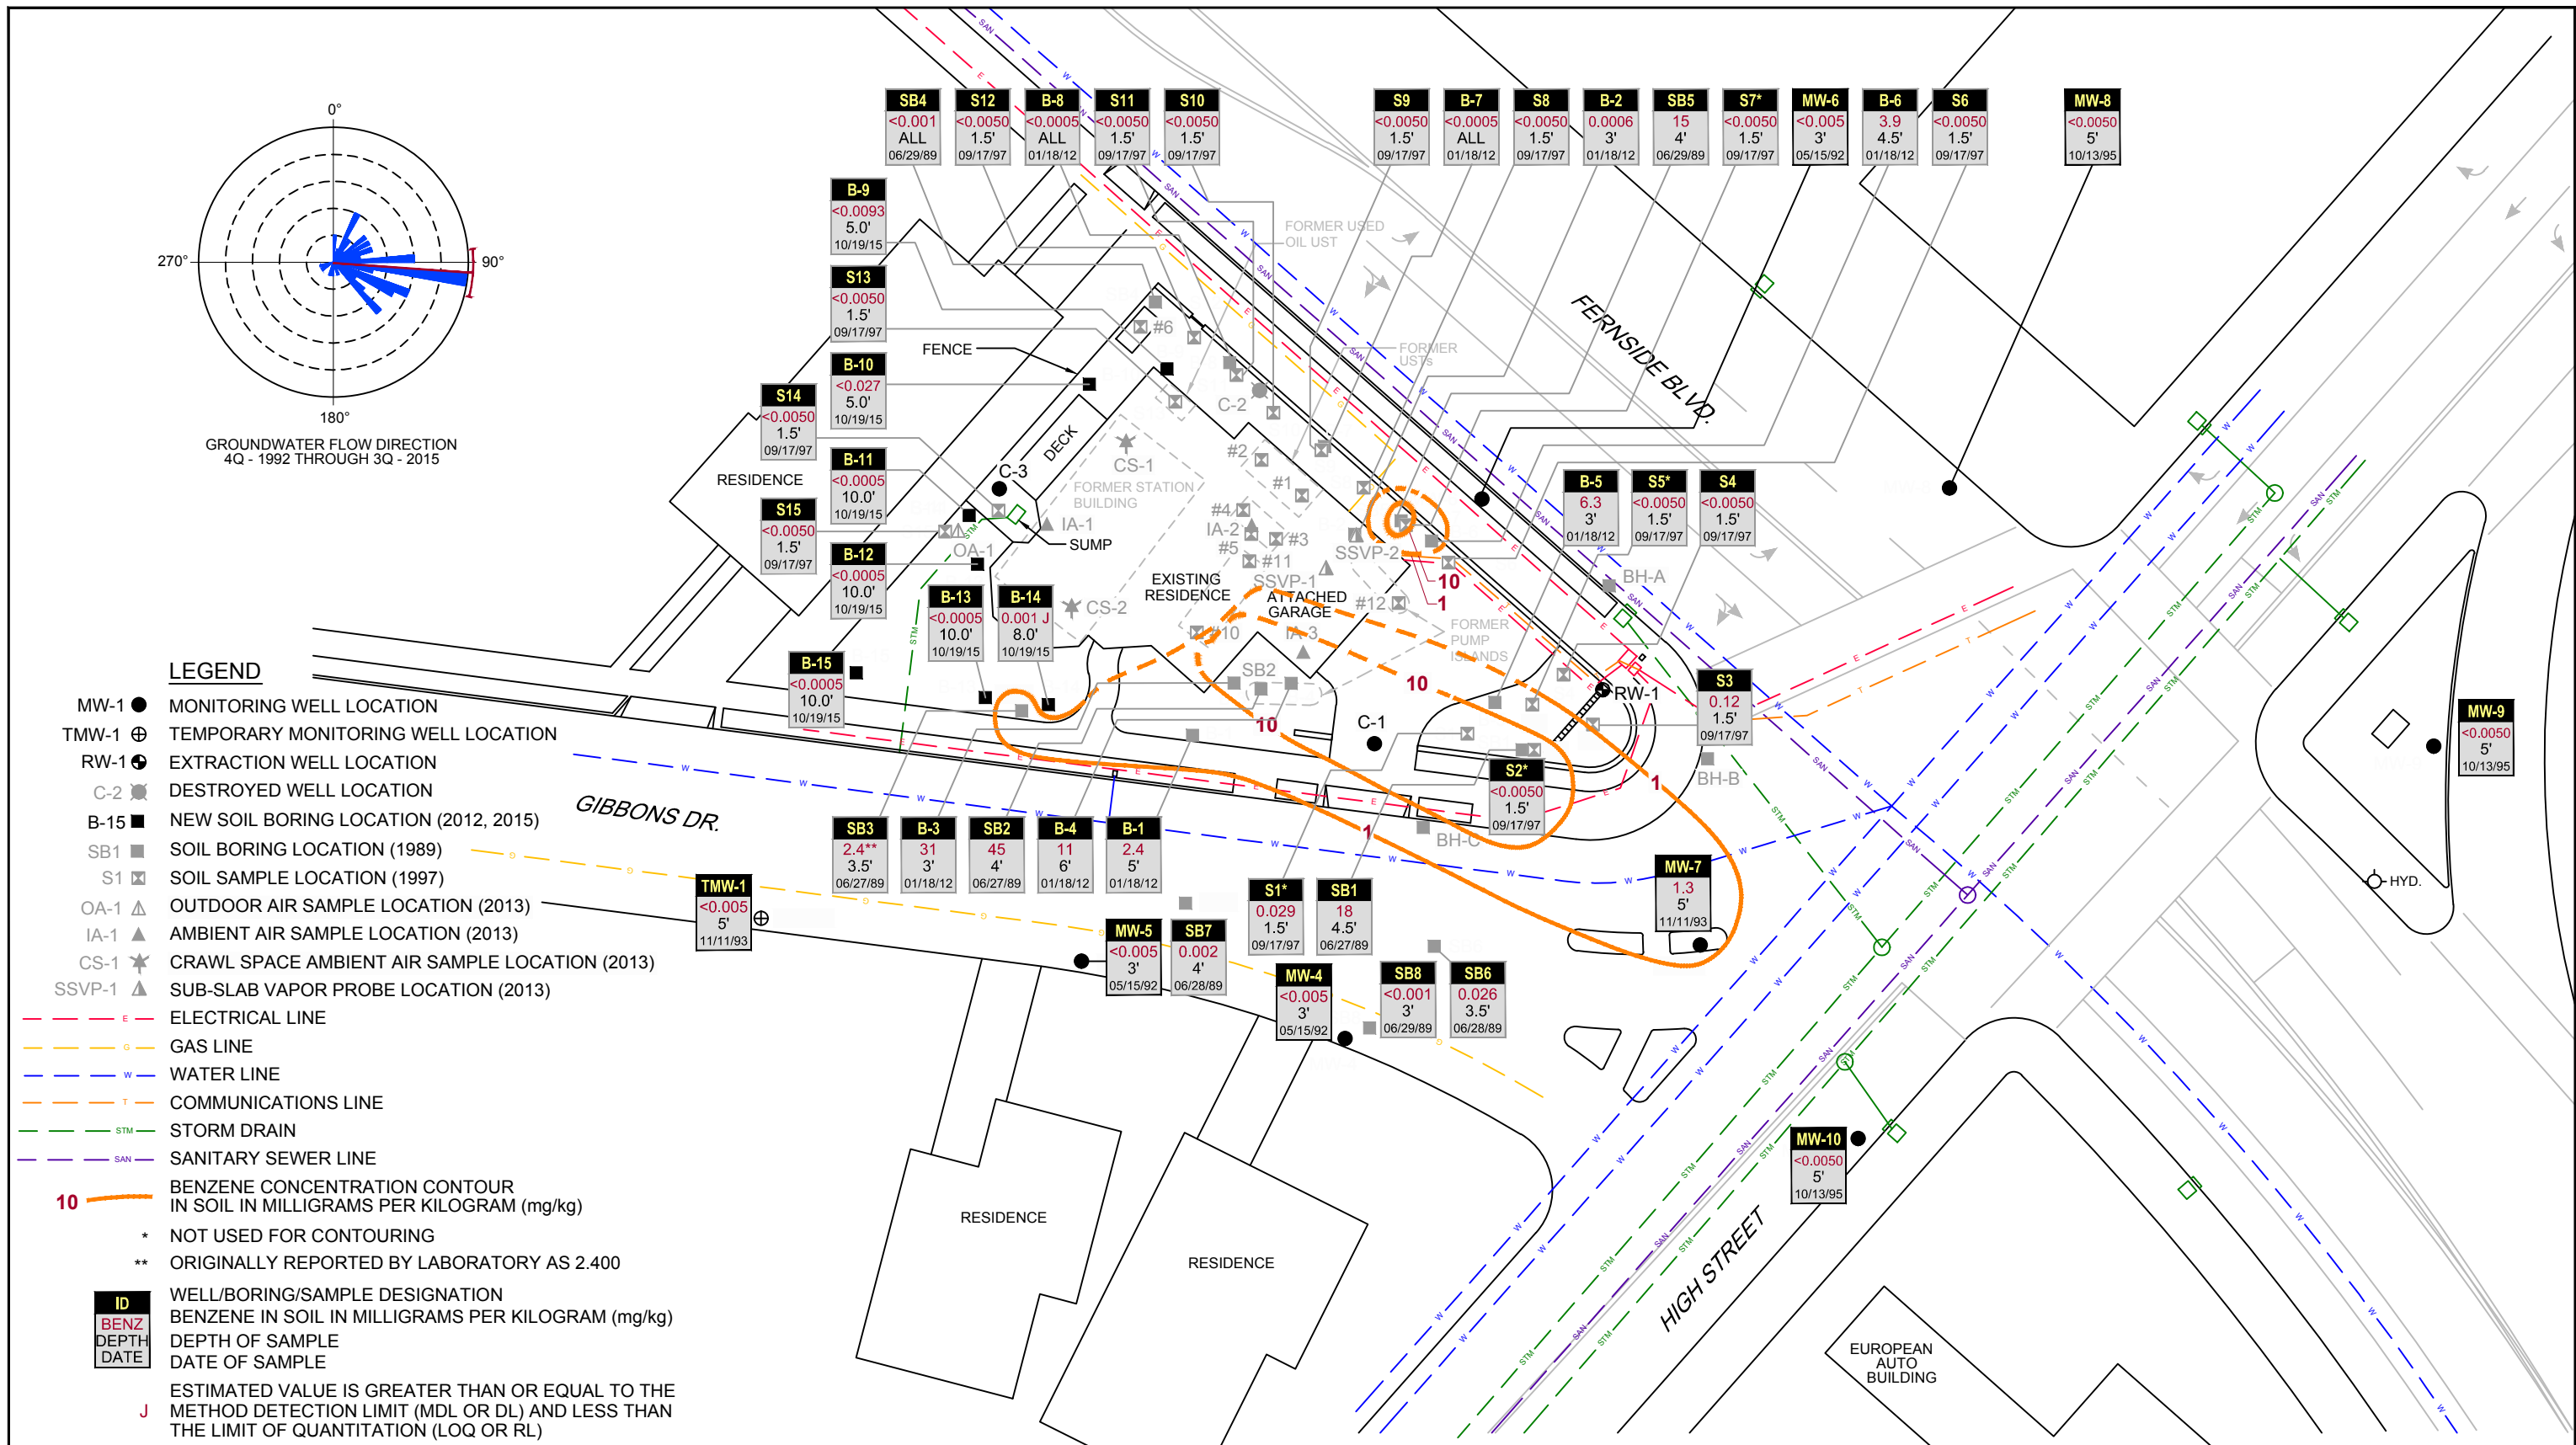 0°
90°
180°
270°
GROUNDWATER FLOW DIRECTION
4Q - 1992 THROUGH 3Q - 2015
SB4
<0.001
ALL
06/29/89
S12
<0.0050
1.5'
09/17/97
B-8
<0.0005
ALL
01/18/12
S11
<0.0050
1.5'
09/17/97
S10
<0.0050
1.5'
09/17/97
S9
<0.0050
1.5'
09/17/97
B-7
<0.0005
ALL
01/18/12
S8
<0.0050
1.5'
09/17/97
B-2
0.0006
3'
01/18/12
SB5
15
4'
06/29/89
S7*
<0.0050
1.5'
09/17/97
MW-6
<0.005
3'
05/15/92
B-6
3.9
4.5'
01/18/12
S6
<0.0050
1.5'
09/17/97
MW-8
<0.0050
5'
10/13/95
B-9
<0.0093
5.0'
10/19/15
S13
<0.0050
1.5'
09/17/97
B-10
<0.027
5.0'
10/19/15
S14
<0.0050
1.5'
09/17/97
B-11
<0.0005
10.0'
10/19/15
S15
<0.0050
1.5'
09/17/97
B-12
<0.0005
10.0'
10/19/15
B-13
<0.0005
10.0'
10/19/15
B-14
0.001 J
8.0'
10/19/15
B-15
<0.0005
10.0'
10/19/15
B-5
6.3
3'
01/18/12
S5*
<0.0050
1.5'
09/17/97
S4
<0.0050
1.5'
09/17/97
S3
0.12
1.5'
09/17/97
S2*
<0.0050
1.5'
09/17/97
MW-9
<0.0050
5'
10/13/95
SB3
2.4**
3.5'
06/27/89
B-3
31
3'
01/18/12
SB2
45
4'
06/27/89
B-4
11
6'
01/18/12
B-1
2.4
5'
01/18/12
S1*
0.029
1.5'
09/17/97
SB1
18
4.5'
06/27/89
MW-7
1.3
5'
11/11/93
TMW-1
<0.005
5'
11/11/93
MW-5
<0.005
3'
05/15/92
SB7
0.002
4'
06/28/89
MW-4
<0.005
3'
05/15/92
SB8
<0.001
3'
06/29/89
SB6
0.026
3.5'
06/28/89
MW-10
<0.0050
5'
10/13/95
FORMER USED
OIL UST
FORMER
USTs
FERNSIDE BLVD.
FENCE
DECK
RESIDENCE
C-3
C-2
CS-1
FORMER STATION
BUILDING
#6
#2
#1
#4
IA-2
#5
#3
#11
IA-1
SUMP
OA-1
SSVP-2
SSVP-1
EXISTING
RESIDENCE
ATTACHED
GARAGE
#12
CS-2
#10
IA-3
FORMER
PUMP
ISLANDS
SB2
C-1
RW-1
BH-A
BH-B
BH-C
10
1
10
10
1
1
GIBBONS DR.
HIGH STREET
HYD.
RESIDENCE
RESIDENCE
EUROPEAN
AUTO
BUILDING
LEGEND
MW-1 MONITORING WELL LOCATION
TMW-1 TEMPORARY MONITORING WELL LOCATION
RW-1 EXTRACTION WELL LOCATION
C-2 DESTROYED WELL LOCATION
B-15 NEW SOIL BORING LOCATION (2012, 2015)
SB1 SOIL BORING LOCATION (1989)
S1 SOIL SAMPLE LOCATION (1997)
OA-1 OUTDOOR AIR SAMPLE LOCATION (2013)
IA-1 AMBIENT AIR SAMPLE LOCATION (2013)
CS-1 CRAWL SPACE AMBIENT AIR SAMPLE LOCATION (2013)
SSVP-1 SUB-SLAB VAPOR PROBE LOCATION (2013)
E ELECTRICAL LINE
G GAS LINE
W WATER LINE
T COMMUNICATIONS LINE
STM STORM DRAIN
SAN SANITARY SEWER LINE
10 BENZENE CONCENTRATION CONTOUR
IN SOIL IN MILLIGRAMS PER KILOGRAM (mg/kg)
* NOT USED FOR CONTOURING
** ORIGINALLY REPORTED BY LABORATORY AS 2.400
ID WELL/BORING/SAMPLE DESIGNATION
BENZ BENZENE IN SOIL IN MILLIGRAMS PER KILOGRAM (mg/kg)
DEPTH DEPTH OF SAMPLE
DATE DATE OF SAMPLE
ESTIMATED VALUE IS GREATER THAN OR EQUAL TO THE
J METHOD DETECTION LIMIT (MDL OR DL) AND LESS THAN
THE LIMIT OF QUANTITATION (LOQ OR RL)